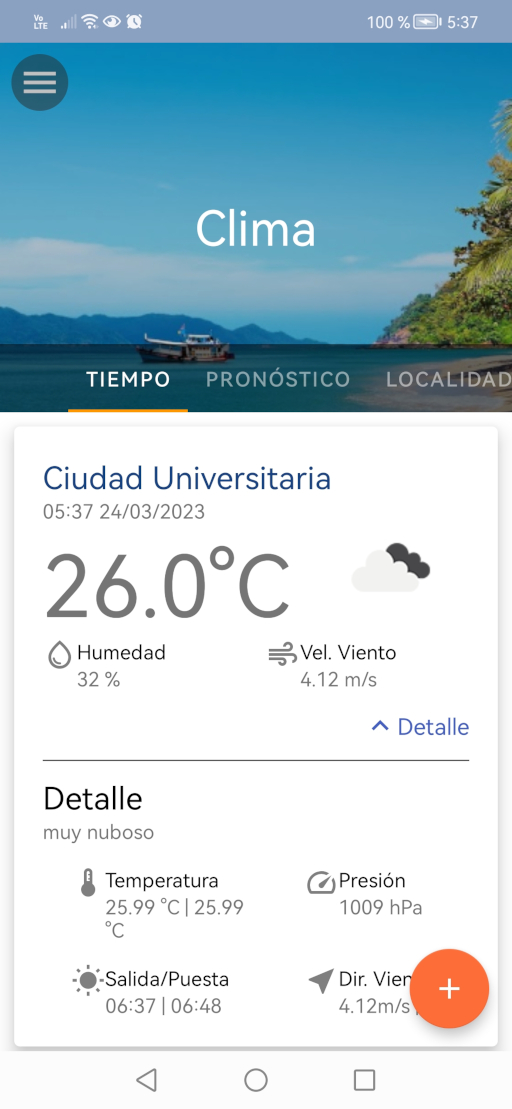 Vo LTE 100 % 5:37
Clima
TIEMPO PRONÓSTICO LOCALIDAD
Ciudad Universitaria
05:37 24/03/2023
26.0°C
Humedad Vel. Viento
32 % 4.12 m/s
Detalle
Detalle
muy nuboso
Temperatura Presión
25.99 °C | 25.99 1009 hPa
°C
Salida/Puesta Dir. Vien
06:37 | 06:48 4.12m/s
+